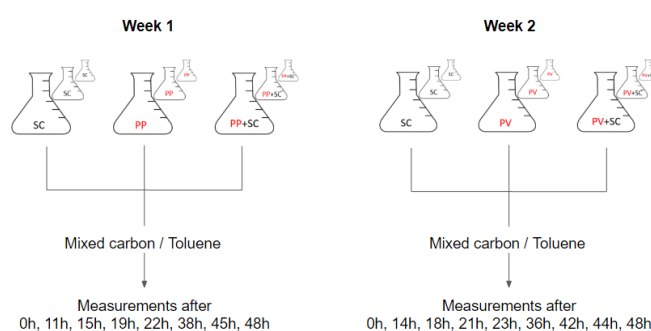 Week 1
SC
SC
SC
PP
PP
PP
PP+SC
PP+SC
PP+SC
Mixed carbon / Toluene
Measurements after
0h, 11h, 15h, 19h, 22h, 38h, 45h, 48h
Week 2
SC
SC
SC
PV
PV
PV
PV+SC
PV+SC
Mixed carbon / Toluene
Measurements after
0h, 14h, 18h, 21h, 23h, 36h, 42h, 44h, 48h